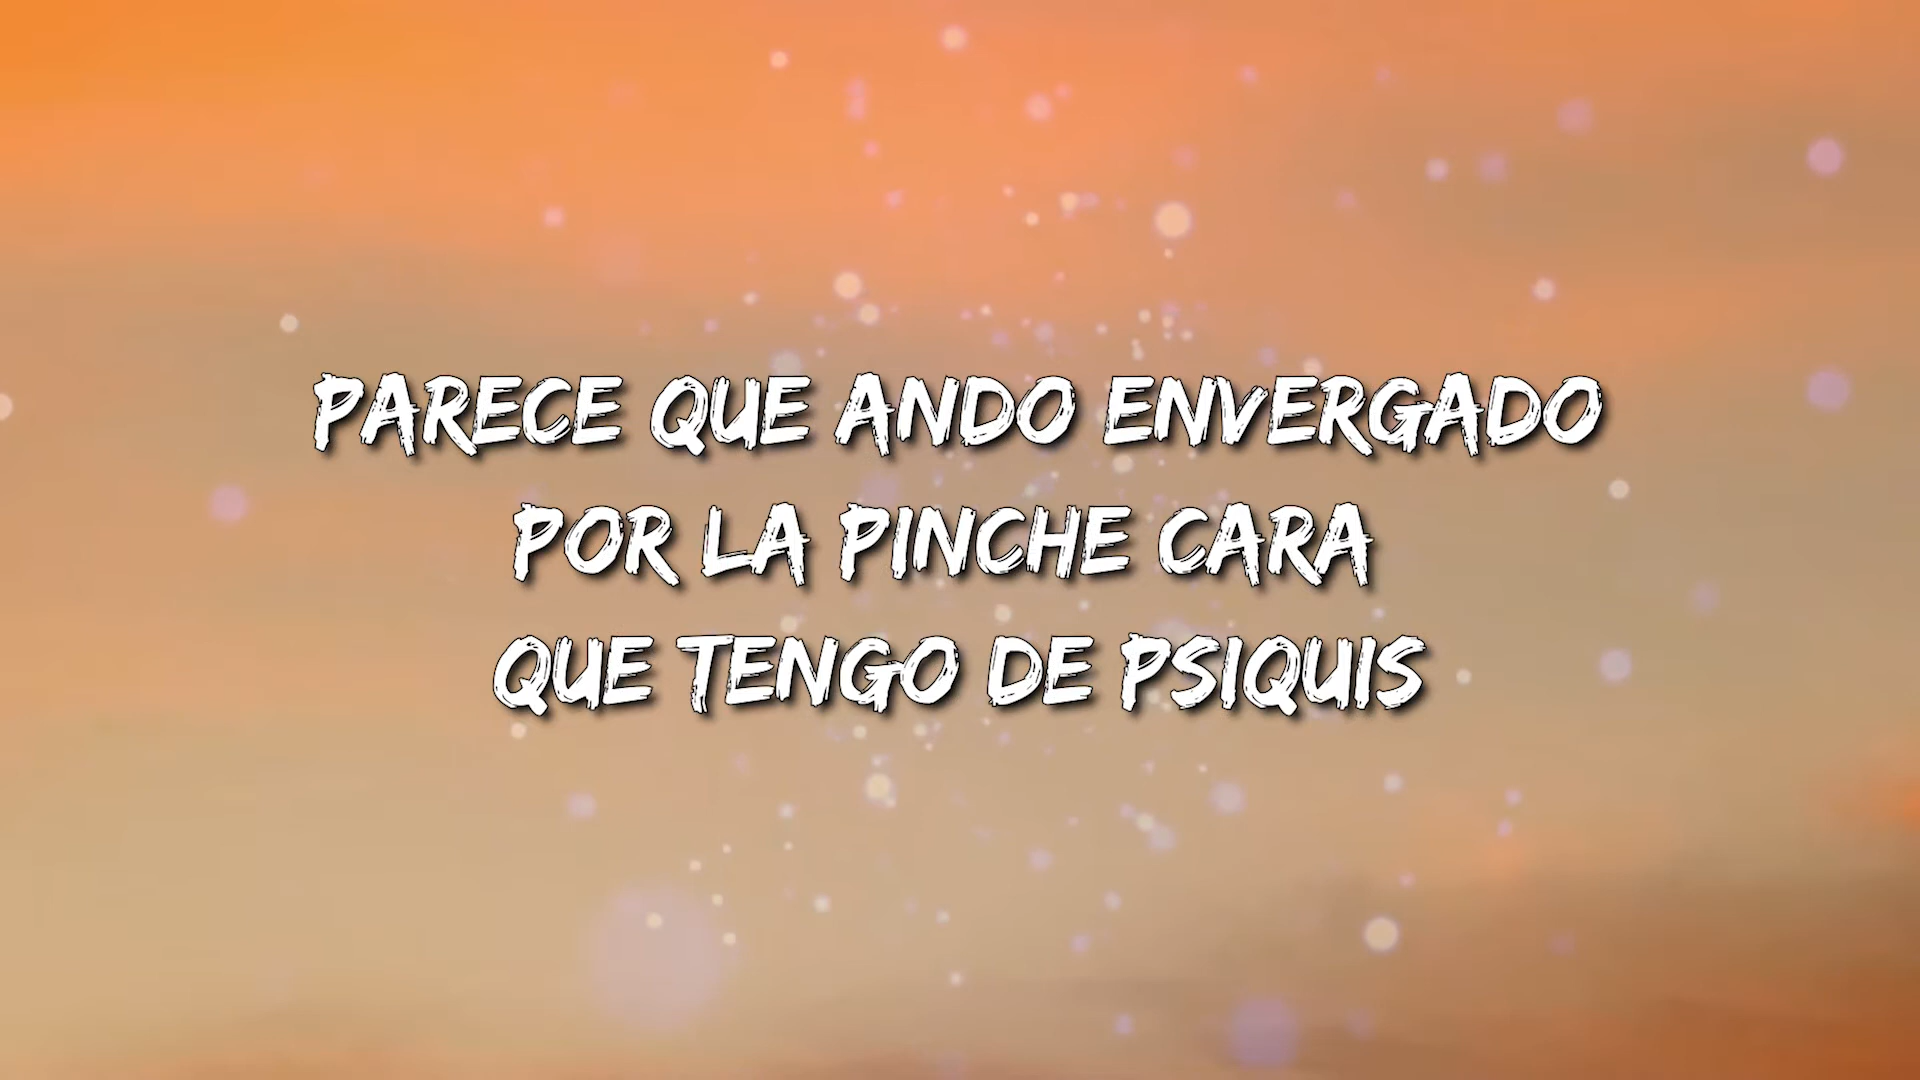 PARECE QUE ANDO ENVERGADO
POR LA PINCHE CARA
QUE TENGO DE PSIQUIS